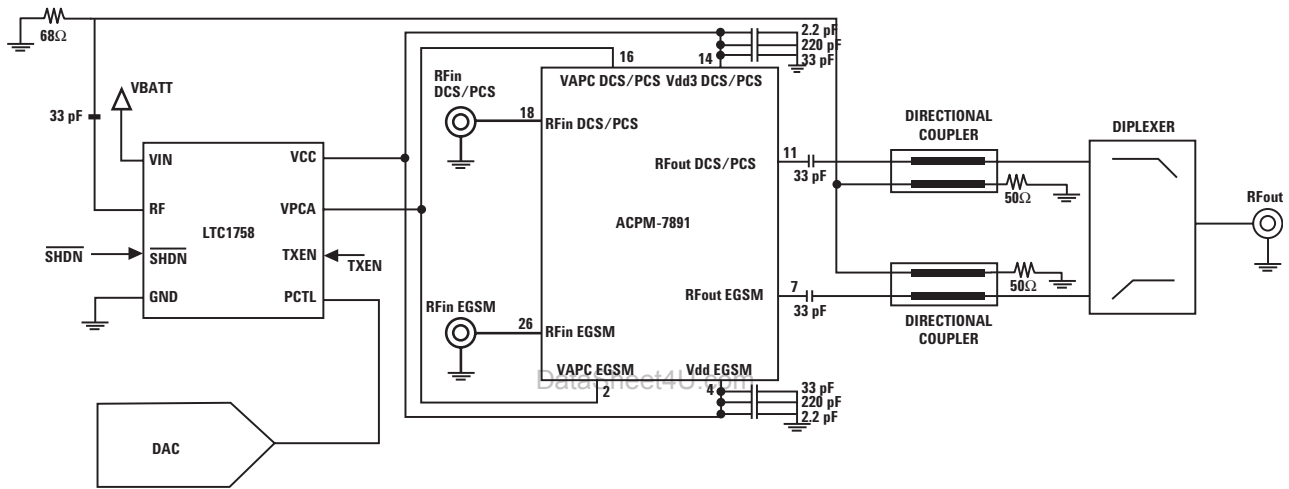 68Ω
33 pF
VBATT
VIN
RF
SHDN
SHDN
GND
VCC
VPCA
TXEN
TXEN
PCTL
LTC1758
DAC
RFin
DCS/PCS
18
RFin DCS/PCS
16
VAPC DCS/PCS
14
Vdd3 DCS/PCS
2.2 pF
220 pF
33 pF
RFout DCS/PCS
11
33 pF
ACPM-7891
RFin EGSM
26
RFin EGSM
RFout EGSM
7
33 pF
VAPC EGSM
2
Vdd EGSM
4
33 pF
220 pF
2.2 pF
DataSheet4U.com
DIRECTIONAL
COUPLER
50Ω
50Ω
DIRECTIONAL
COUPLER
DIPLEXER
RFout